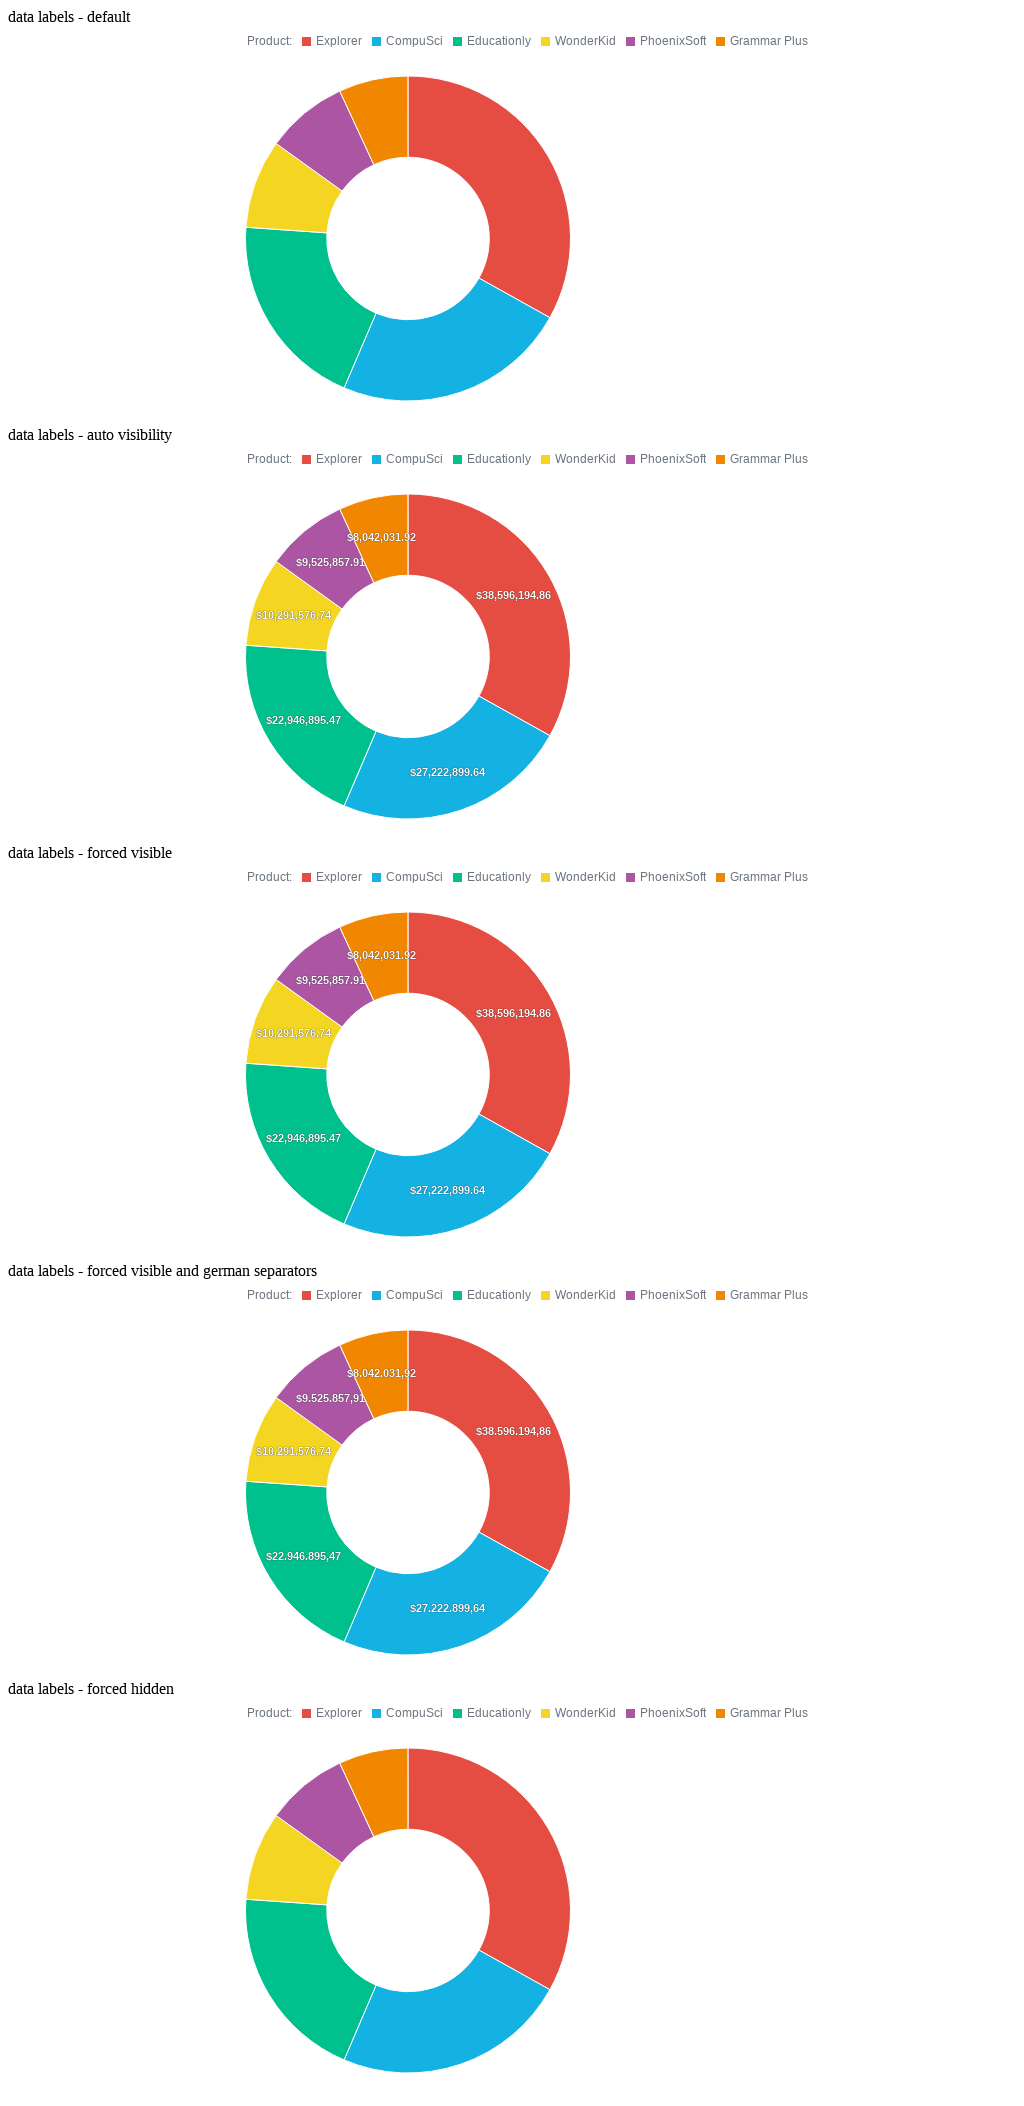 data labels - default
Product: Explorer CompuSci Educationly WonderKid PhoenixSoft Grammar Plus
data labels - auto visibility
Product: Explorer CompuSci Educationly WonderKid PhoenixSoft Grammar Plus
$8,042,031.92
$9,525,857.91
$38,596,194.86
$10,291,576.74
$22,946,895.47
$27,222,899.64
data labels - forced visible
Product: Explorer CompuSci Educationly WonderKid PhoenixSoft Grammar Plus
$8,042,031.92
$9,525,857.91
$38,596,194.86
$10,291,576.74
$22,946,895.47
$27,222,899.64
data labels - forced visible and german separators
Product: Explorer CompuSci Educationly WonderKid PhoenixSoft Grammar Plus
$8.042.031,92
$9.525.857,91
$38.596.194,86
$10.291.576,74
$22.946.895,47
$27.222.899,64
data labels - forced hidden
Product: Explorer CompuSci Educationly WonderKid PhoenixSoft Grammar Plus